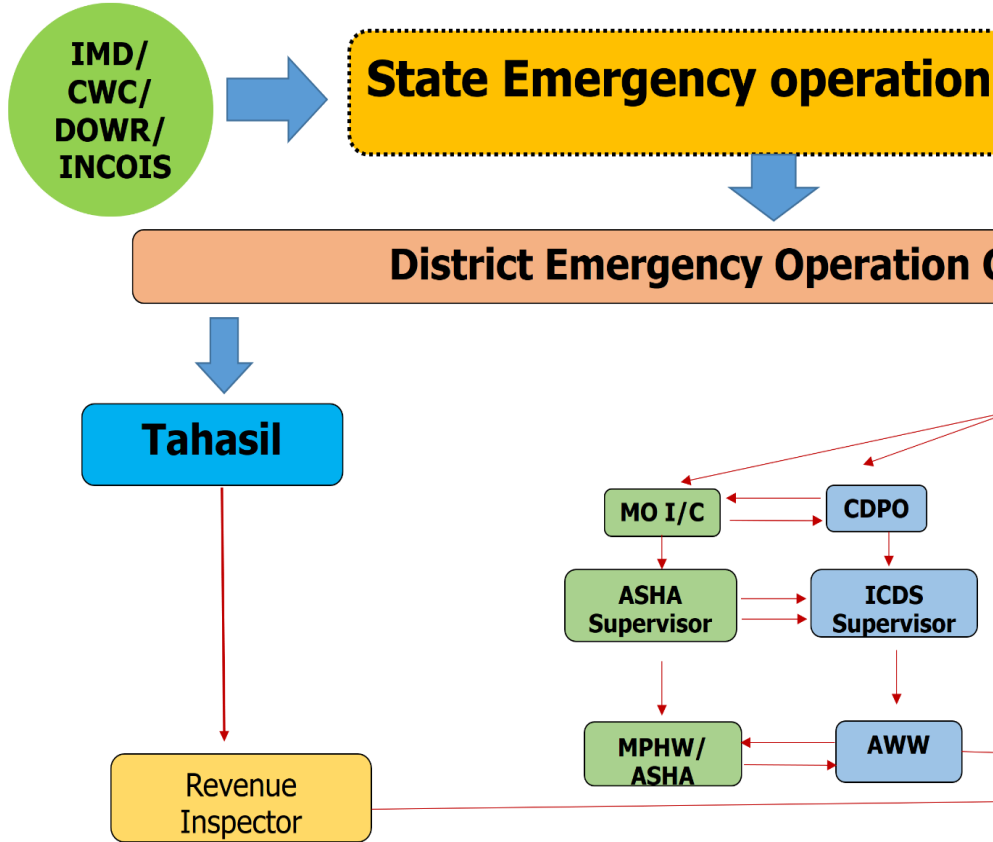 IMD/
CWC/
DOWR/
INCOIS
State Emergency operation
District Emergency Operation
Tahasil
MO I/C
CDPO
ASHA
Supervisor
ICDS
Supervisor
MPHW/
ASHA
AWW
Revenue
Inspector